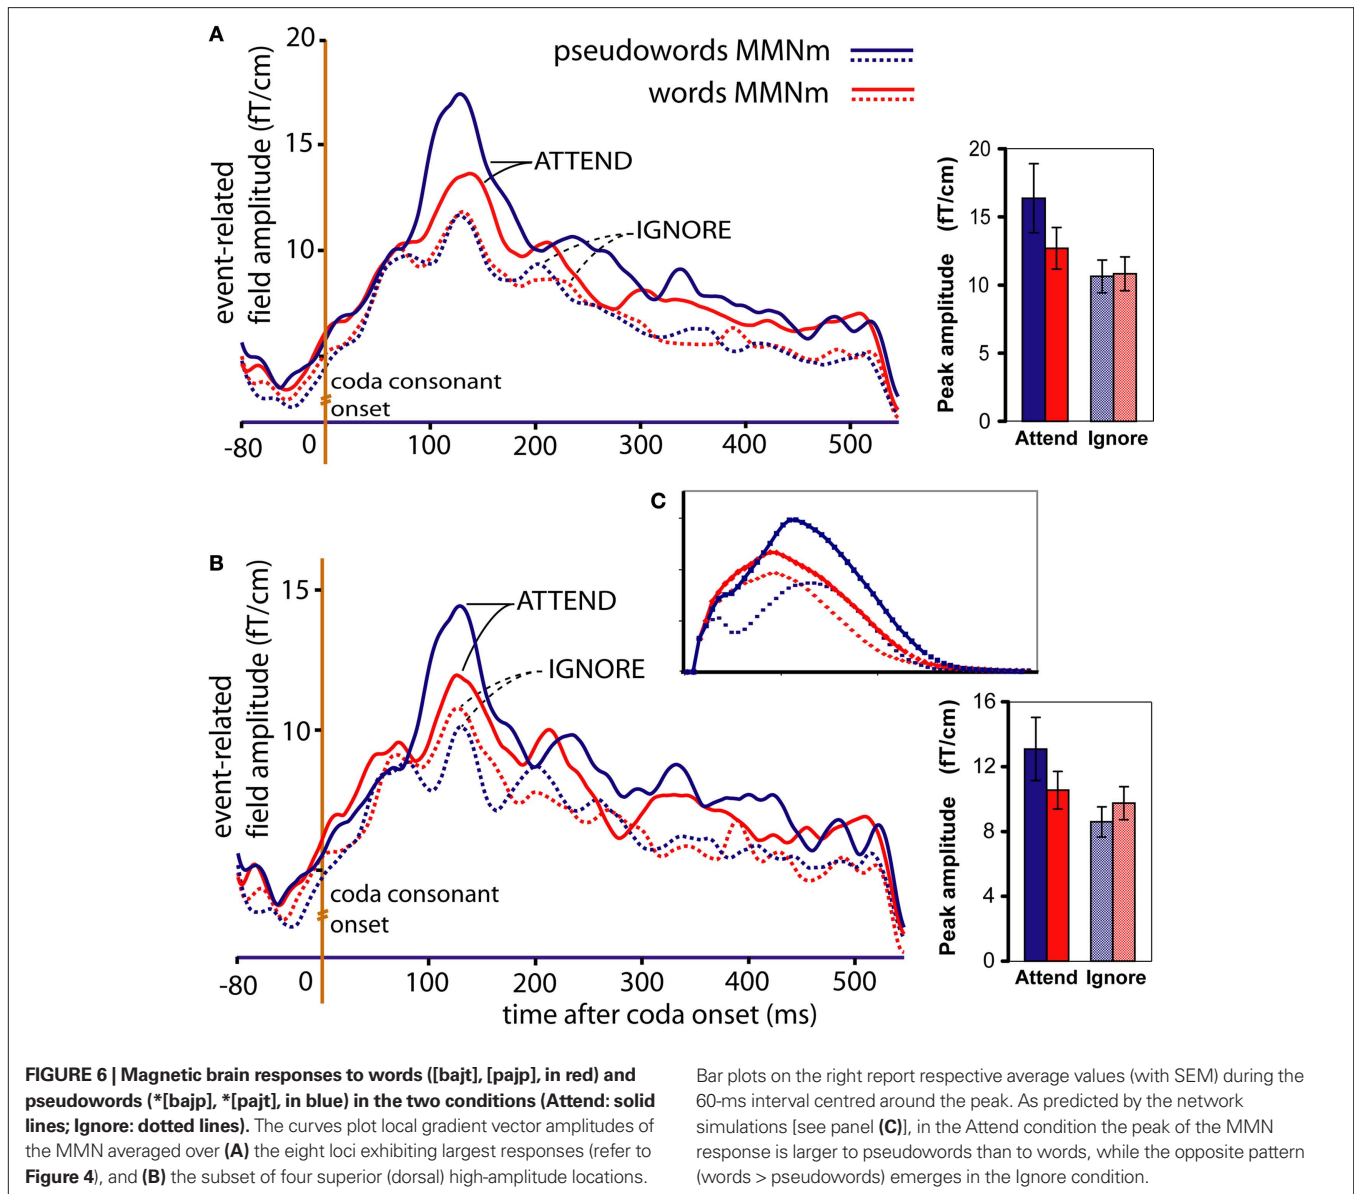 A
20
15
10
event-related
field amplitude (fT/cm)
pseudowords MMNm
words MMNm
ATTEND
IGNORE
coda consonant
onset
-80 0 100 200 300 400 500
20
15
10
5
0
Peak amplitude (fT/cm)
Attend Ignore
C
B
15
10
event-related
field amplitude (fT/cm)
ATTEND
IGNORE
coda consonant
onset
-80 0 100 200 300 400 500
time after coda onset (ms)
16
12
8
4
0
Peak amplitude (fT/cm)
Attend Ignore
FIGURE 6 | Magnetic brain responses to words ([bajt], [pajp], in red) and
pseudowords (*[bajp], *[pajt], in blue) in the two conditions (Attend: solid
lines; Ignore: dotted lines). The curves plot local gradient vector amplitudes of
the MMN averaged over (A) the eight loci exhibiting largest responses (refer to
Figure 4), and (B) the subset of four superior (dorsal) high-amplitude locations.
Bar plots on the right report respective average values (with SEM) during the
60-ms interval centred around the peak. As predicted by the network
simulations [see panel (C)], in the Attend condition the peak of the MMN
response is larger to pseudowords than to words, while the opposite pattern
(words > pseudowords) emerges in the Ignore condition.